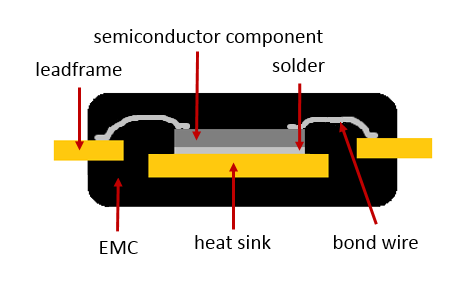 semiconductor component
leadframe
solder
EMC
heat sink
bond wire